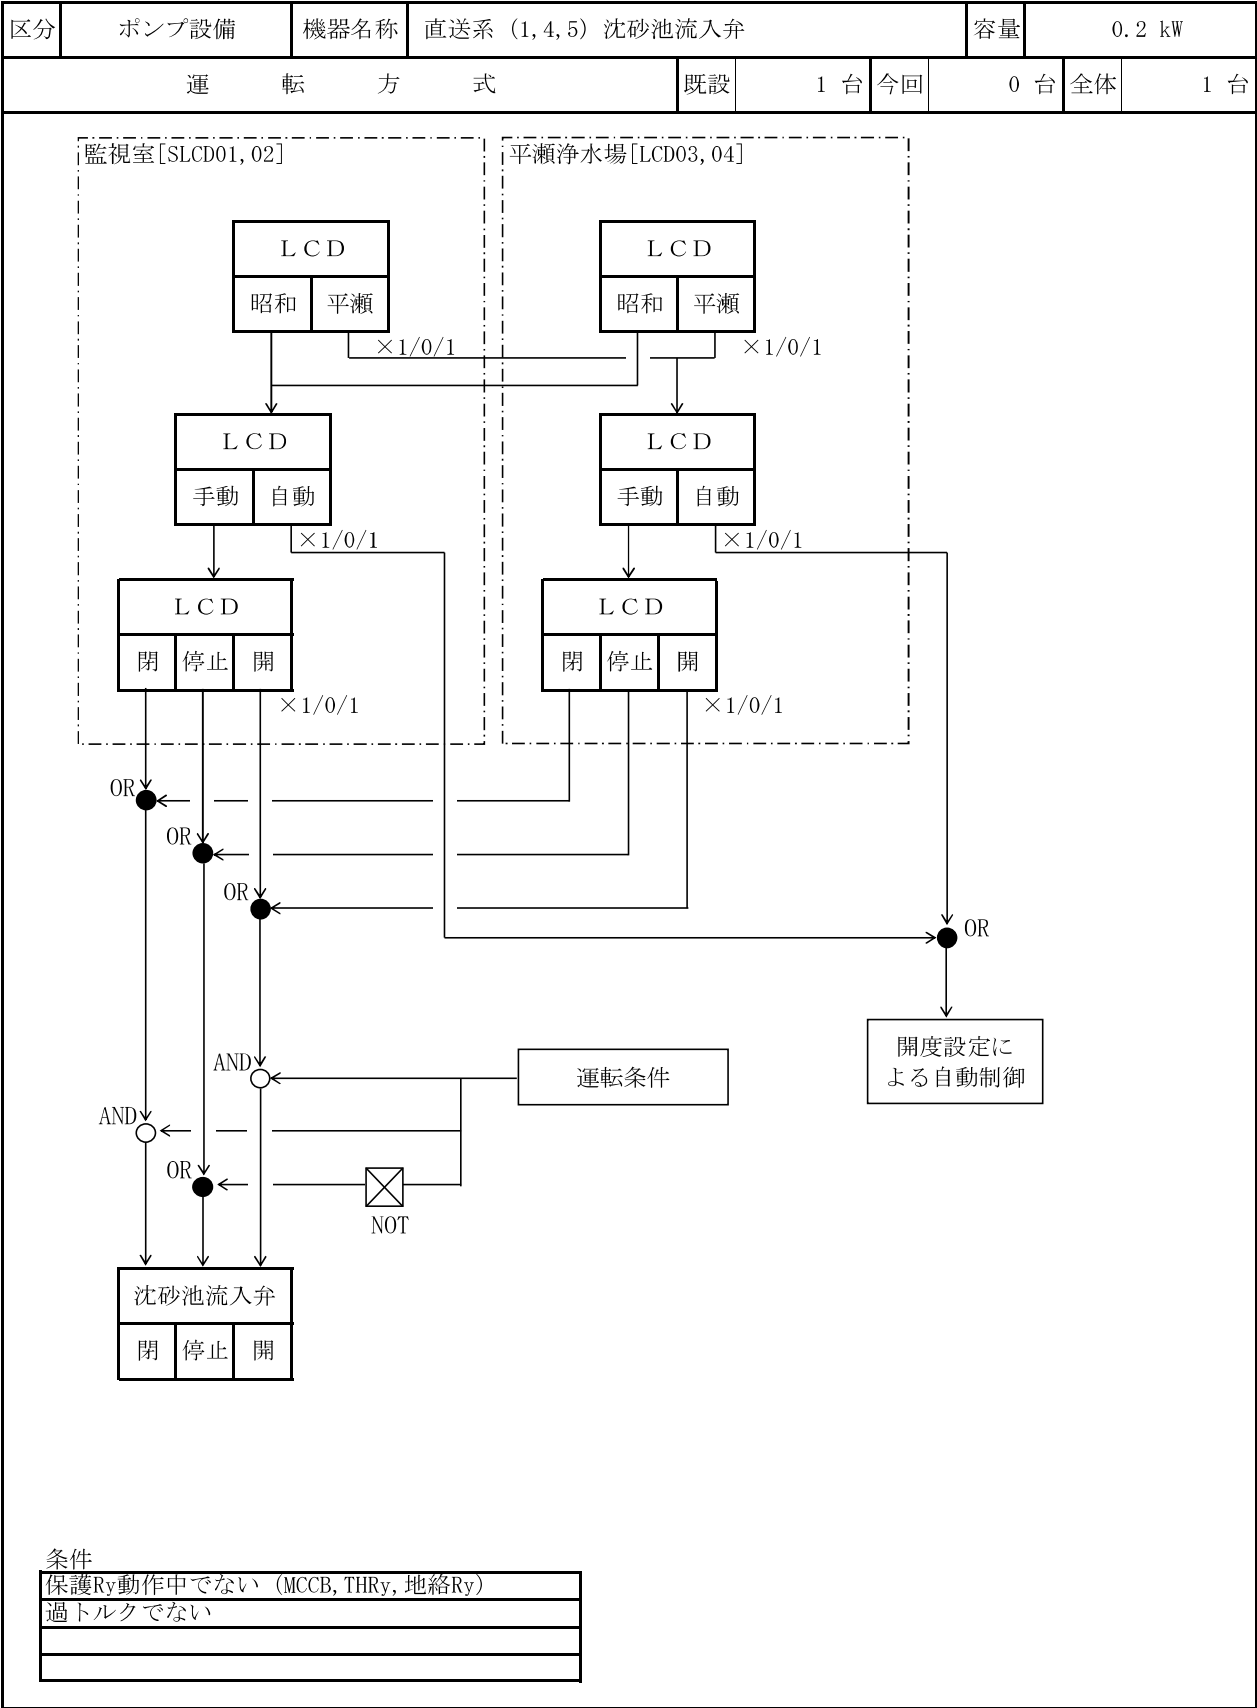 区分 ポンプ設備 機器名称 直送系（1,4,5）沈砂池流入弁 容量 0.2 kW
運 転 方 式 既設 1 台 今回 0 台 全体 1 台
監視室[SLCD01,02] 平瀬浄水場[LCD03,04]
ＬＣＤ ＬＣＤ
昭和 平瀬 昭和 平瀬
×1/0/1 ×1/0/1
ＬＣＤ ＬＣＤ
手動 自動 手動 自動
×1/0/1 ×1/0/1
ＬＣＤ ＬＣＤ
閉 停止 開 閉 停止 開
×1/0/1 ×1/0/1
OR
OR
OR
OR
開度設定に
よる自動制御
AND
運転条件
AND
OR
NOT
沈砂池流入弁
閉 停止 開
条件
保護Ry動作中でない（MCCB,THRy,地絡Ry）
過トルクでない